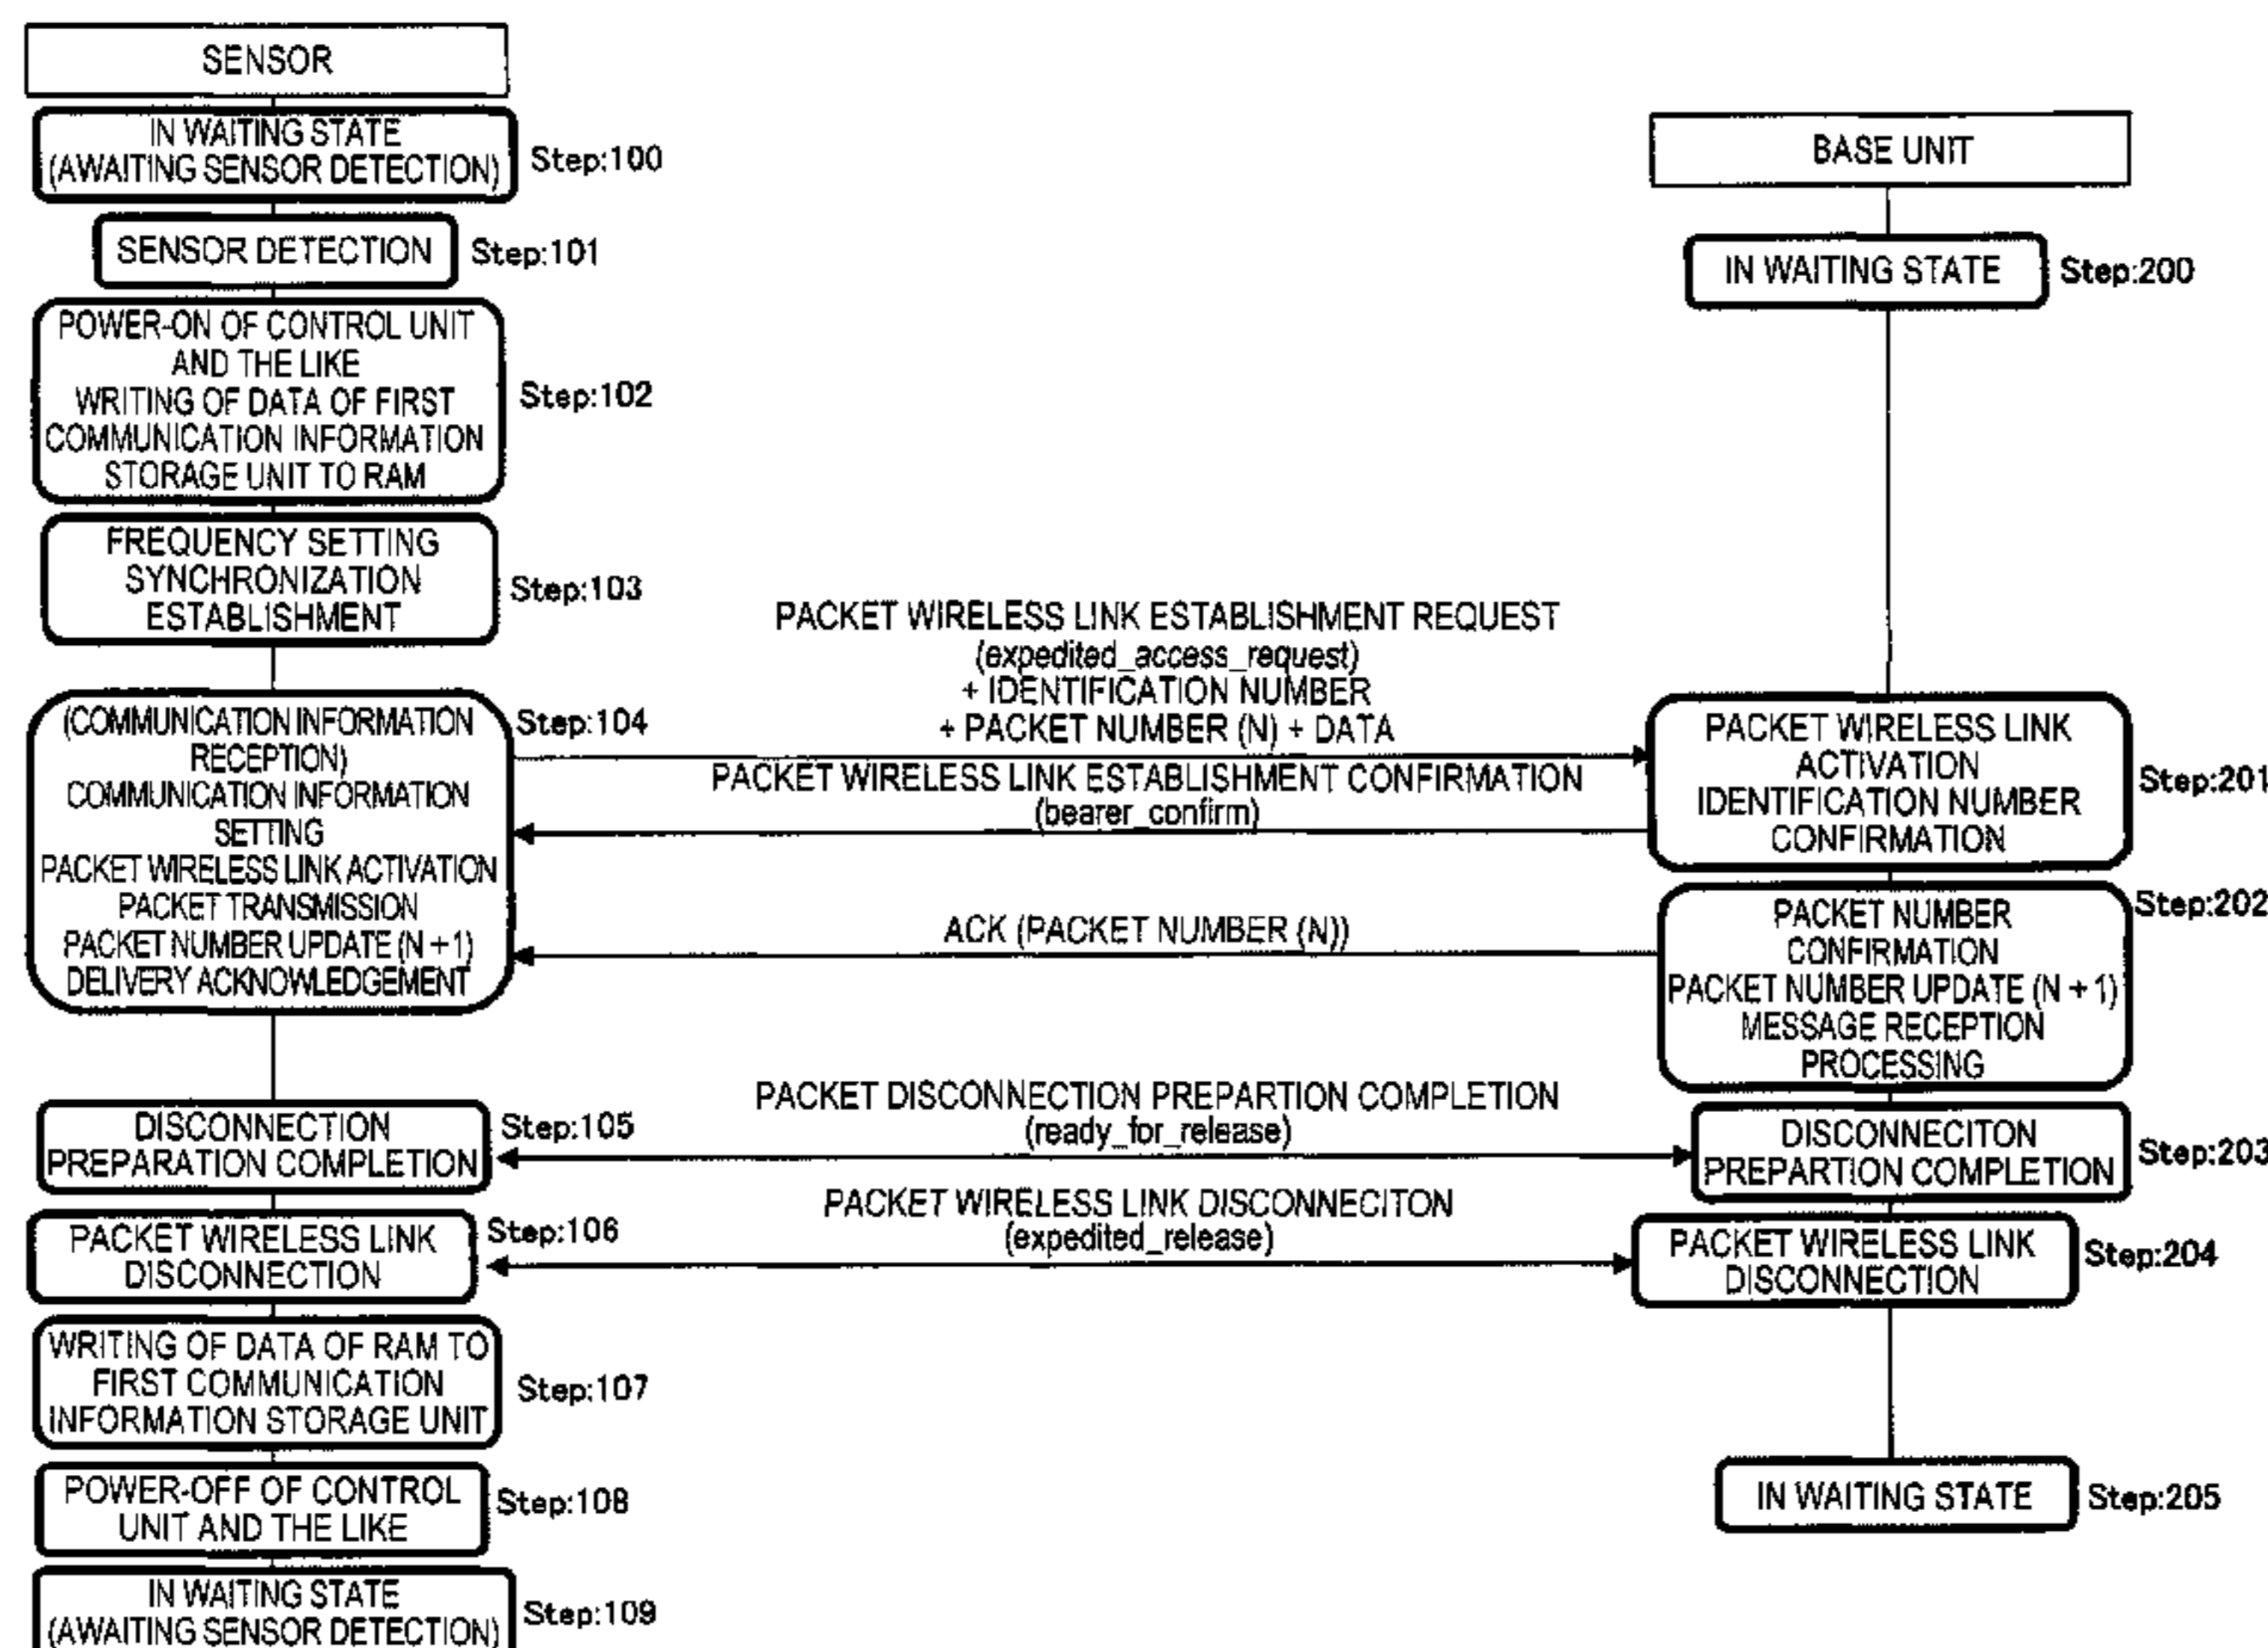 SENSOR
IN WAITING STATE
(AWAITING SENSOR DETECTION)
Step:100
SENSOR DETECTION
Step:101
POWER-ON OF CONTROL UNIT
AND THE LIKE
WRITING OF DATA OF FIRST
COMMUNICATION INFORMATION
STORAGE UNIT TO RAM
Step:102
FREQUENCY SETTING
SYNCHRONIZATION
ESTABLISHMENT
Step:103
(COMMUNICATION INFORMATION
RECEPTION)
COMMUNICATION INFORMATION
SETTING
PACKET WIRELESS LINK ACTIVATION
PACKET TRANSMISSION
PACKET NUMBER UPDATE (N + 1)
DELIVERY ACKNOWLEDGEMENT
Step:104
DISCONNECTION
PREPARATION COMPLETION
Step:105
PACKET WIRELESS LINK
DISCONNECTION
Step:106
WRITING OF DATA OF RAM TO
FIRST COMMUNICATION
INFORMATION STORAGE UNIT
Step:107
POWER-OFF OF CONTROL
UNIT AND THE LIKE
Step:108
IN WAITING STATE
(AWAITING SENSOR DETECTION)
Step:109
PACKET WIRELESS LINK ESTABLISHMENT REQUEST
(expedited_access_request)
+ IDENTIFICATION NUMBER
+ PACKET NUMBER (N) + DATA
PACKET WIRELESS LINK ESTABLISHMENT CONFIRMATION
(bearer_confirm)
ACK (PACKET NUMBER (N))
PACKET DISCONNECTION PREPARTION COMPLETION
(ready_for_release)
PACKET WIRELESS LINK DISCONNECITON
(expedited_release)
BASE UNIT
IN WAITING STATE
Step:200
PACKET WIRELESS LINK
ACTIVATION
IDENTIFICATION NUMBER
CONFIRMATION
Step:201
PACKET NUMBER
CONFIRMATION
PACKET NUMBER UPDATE (N + 1)
MESSAGE RECEPTION
PROCESSING
Step:202
DISCONNECITON
PREPARTION COMPLETION
Step:203
PACKET WIRELESS LINK
DISCONNECTION
Step:204
IN WAITING STATE
Step:205